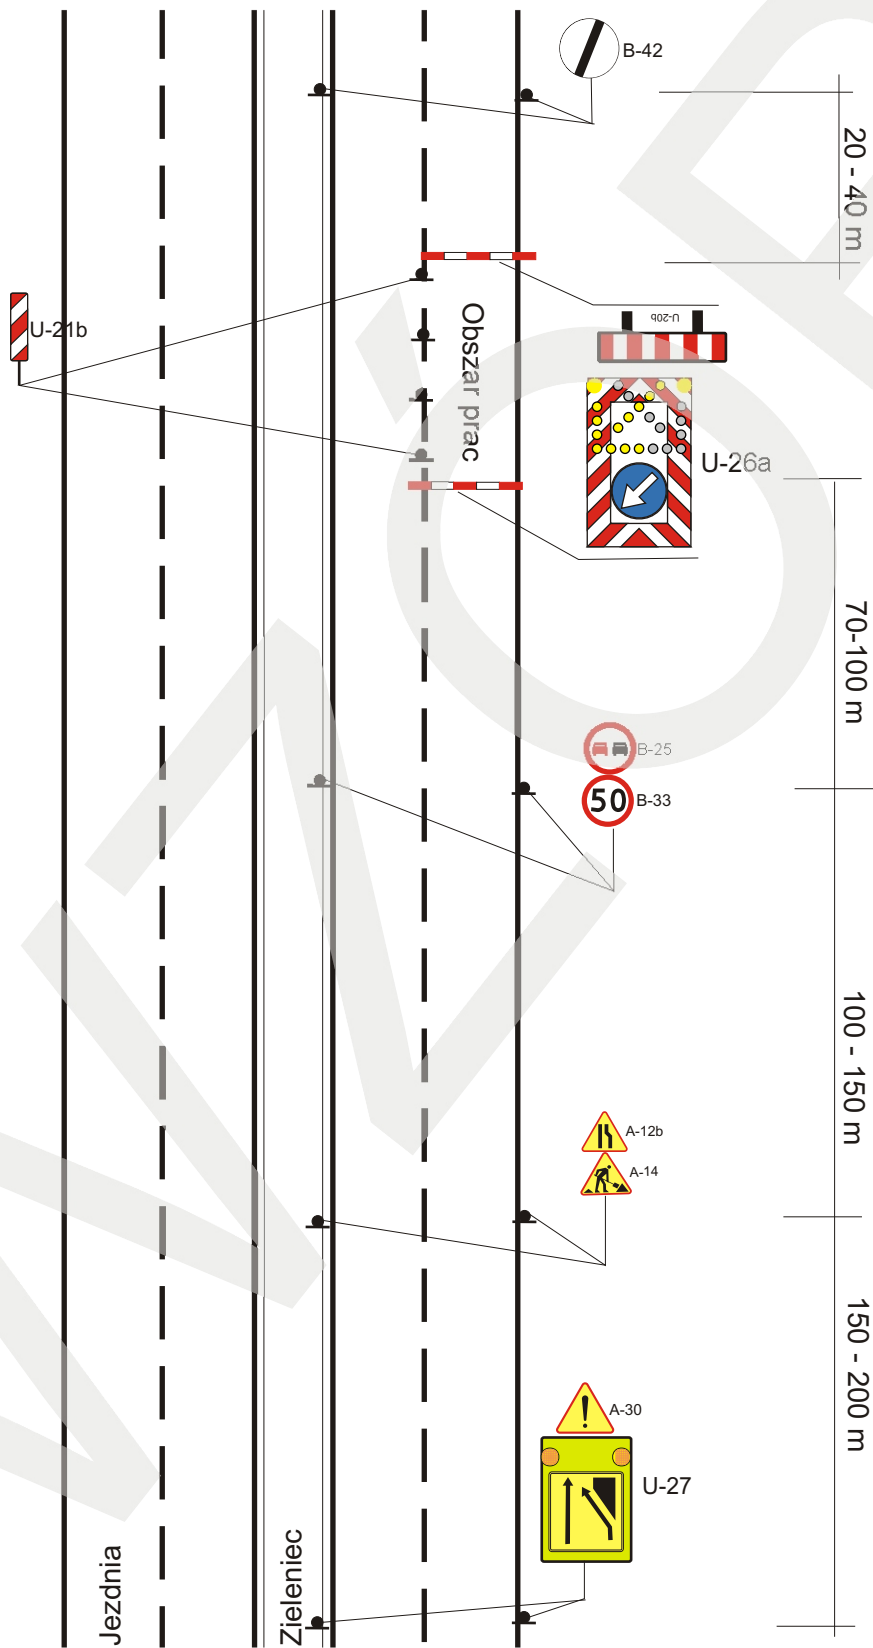 B-42
20 - 40 m
U-21b
U-20b
Obszar prac
U-26a
70-100 m
B-25
50
B-33
100 - 150 m
A-12b
A-14
150 - 200 m
A-30
U-27
Jezdnia
Zieleniec
WZÓR